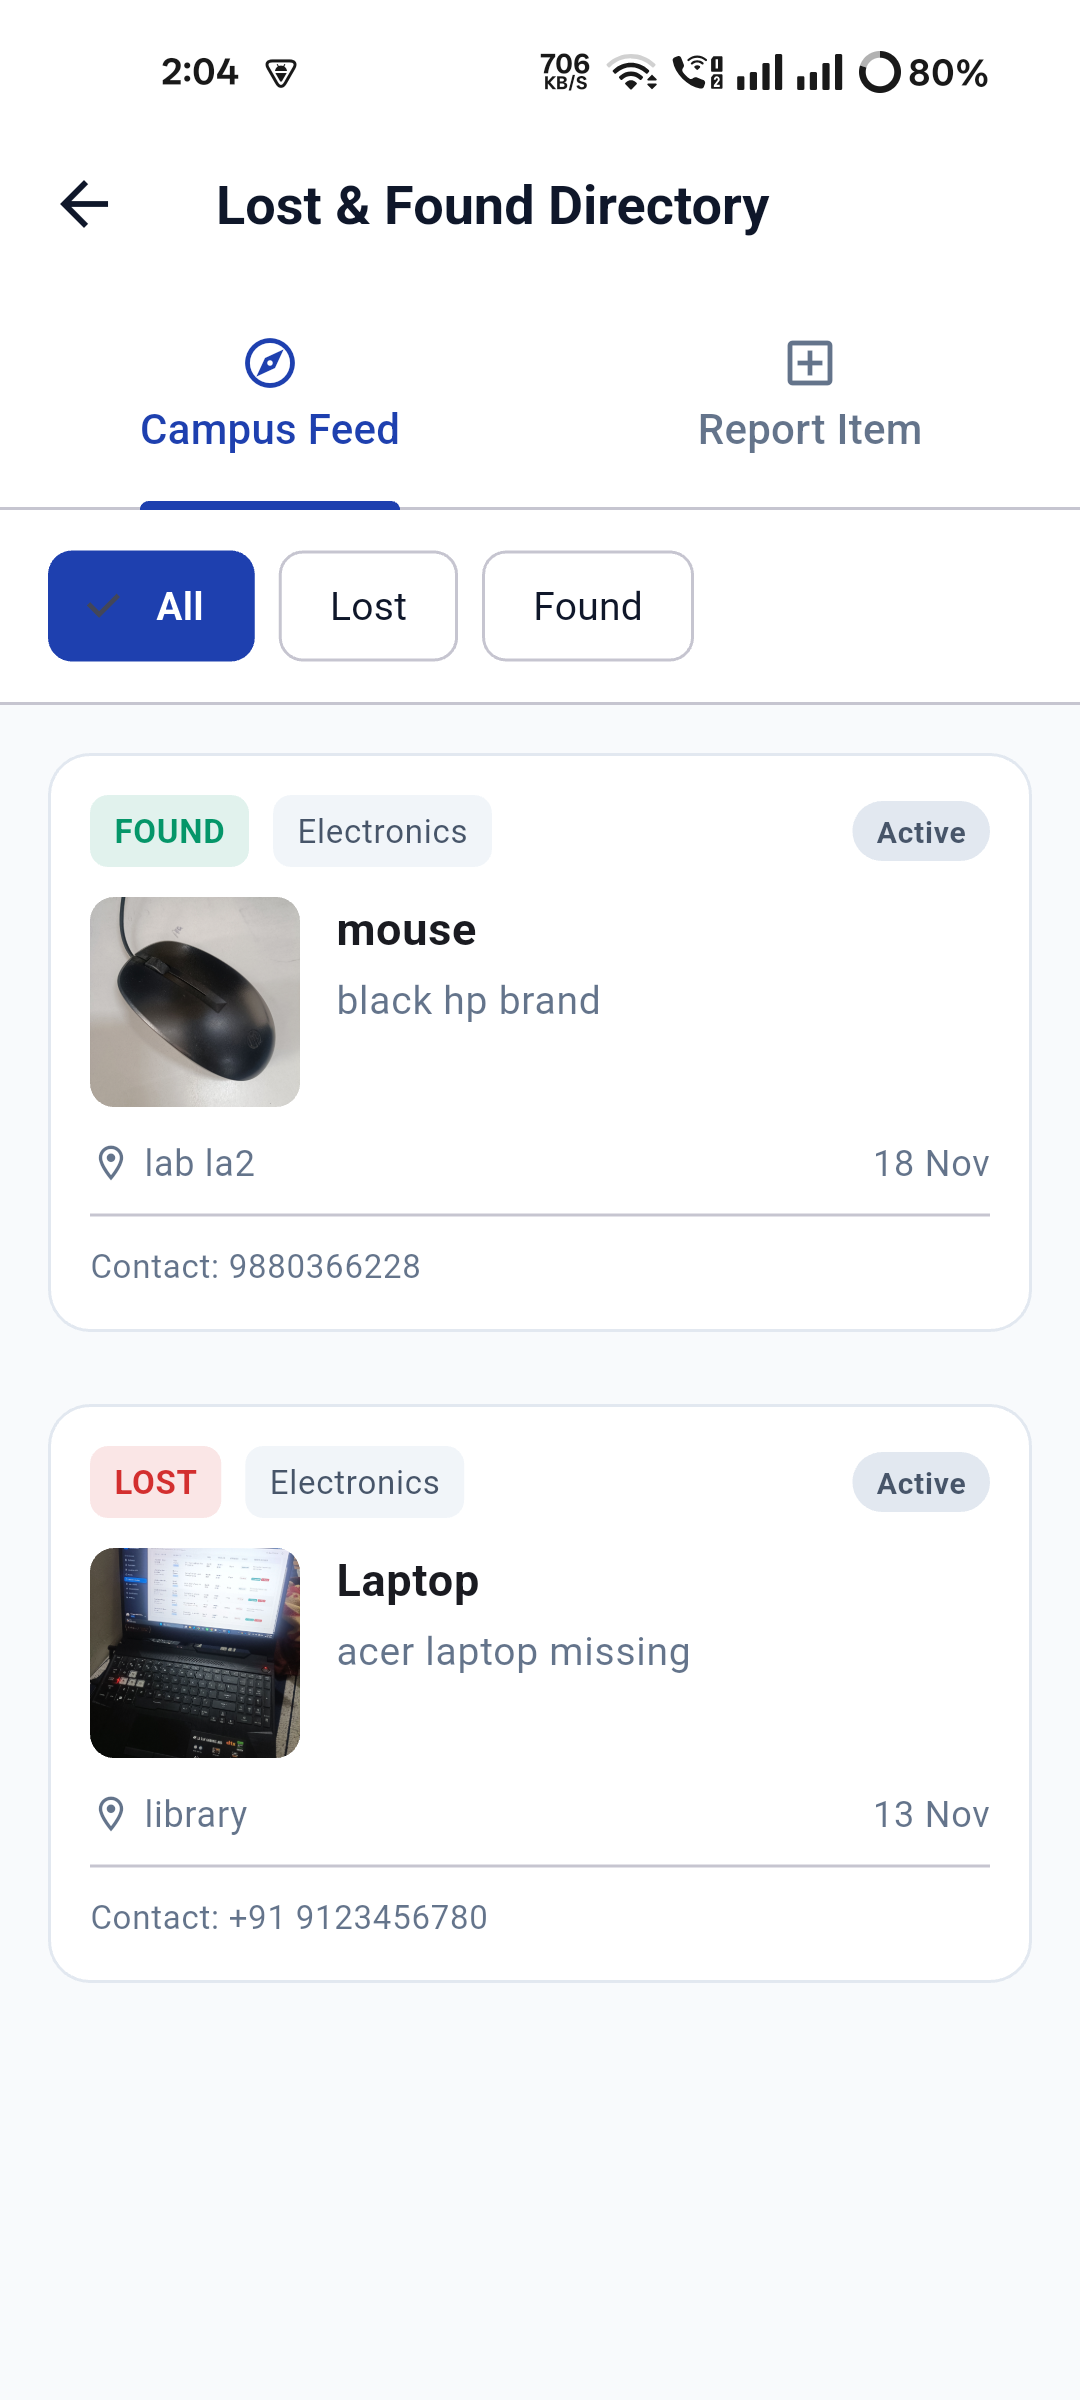 2:04 706 KB/S 80%
Lost & Found Directory
Campus Feed Report Item
All Lost Found
FOUND Electronics Active
mouse
black hp brand
lab la2 18 Nov
Contact: 9880366228
LOST Electronics Active
Laptop
acer laptop missing
library 13 Nov
Contact: +91 9123456780